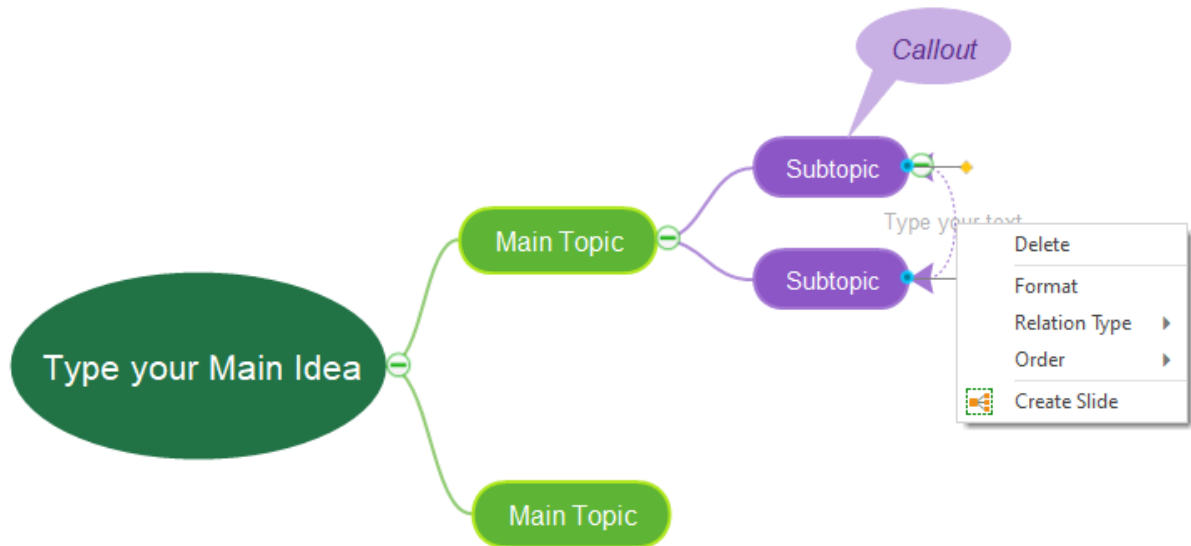 Callout
Subtopic
Type your text
Main Topic
Delete
Subtopic
Format
Relation Type
Order
Type your Main Idea
Create Slide
Main Topic